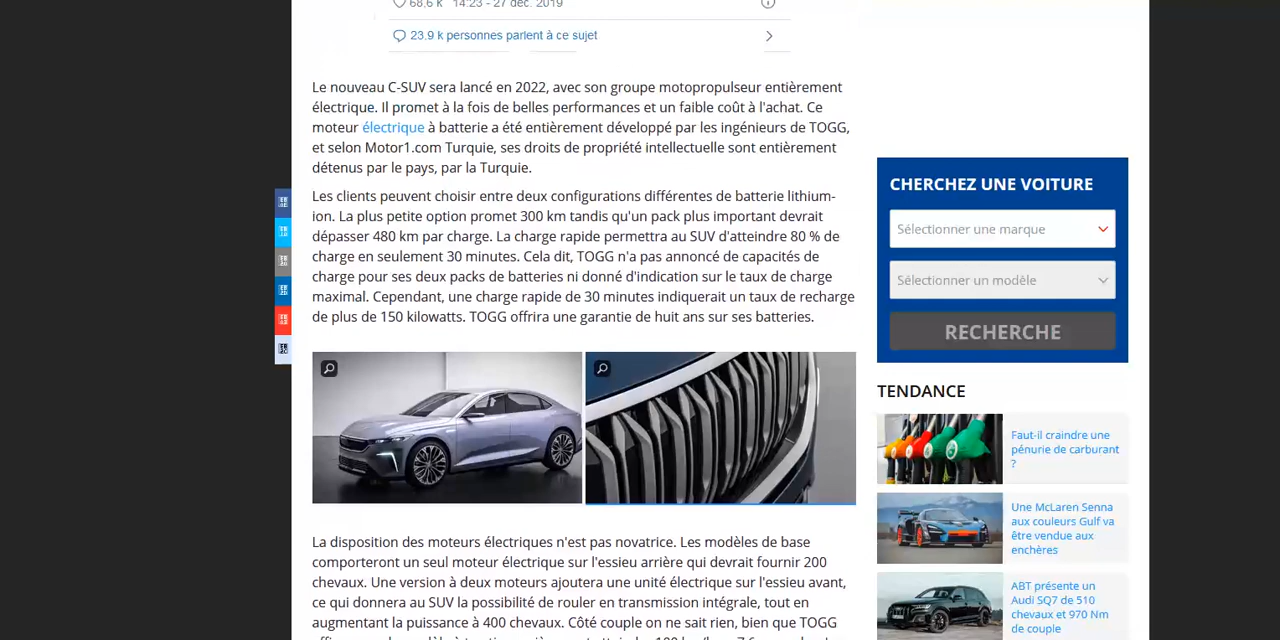 68.6 k 14:23 - 27 déc. 2019
23.9 k personnes parlent à ce sujet
Le nouveau C-SUV sera lancé en 2022, avec son groupe motopropulseur entièrement
électrique. Il promet à la fois de belles performances et un faible coût à l'achat. Ce
moteur électrique à batterie a été entièrement développé par les ingénieurs de TOGG,
et selon Motor1.com Turquie, ses droits de propriété intellectuelle sont entièrement
détenus par le pays, par la Turquie.
Les clients peuvent choisir entre deux configurations différentes de batterie lithium-
ion. La plus petite option promet 300 km tandis qu'un pack plus important devrait
dépasser 480 km par charge. La charge rapide permettra au SUV d'atteindre 80 % de
charge en seulement 30 minutes. Cela dit, TOGG n'a pas annoncé de capacités de
charge pour ses deux packs de batteries ni donné d'indication sur le taux de charge
maximal. Cependant, une charge rapide de 30 minutes indiquerait un taux de recharge
de plus de 150 kilowatts. TOGG offrira une garantie de huit ans sur ses batteries.
La disposition des moteurs électriques n'est pas novatrice. Les modèles de base
comporteront un seul moteur électrique sur l'essieu arrière qui devrait fournir 200
chevaux. Une version à deux moteurs ajoutera une unité électrique sur l'essieu avant,
ce qui donnera au SUV la possibilité de rouler en transmission intégrale, tout en
augmentant la puissance à 400 chevaux. Côté couple on ne sait rien, bien que TOGG
CHERCHEZ UNE VOITURE
Sélectionner une marque
Sélectionner un modèle
RECHERCHE
TENDANCE
Faut-il craindre une
pénurie de carburant
?
Une McLaren Senna
aux couleurs Gulf va
être vendue aux
enchères
ABT présente un
Audi SQ7 de 510
chevaux et 970 Nm
de couple